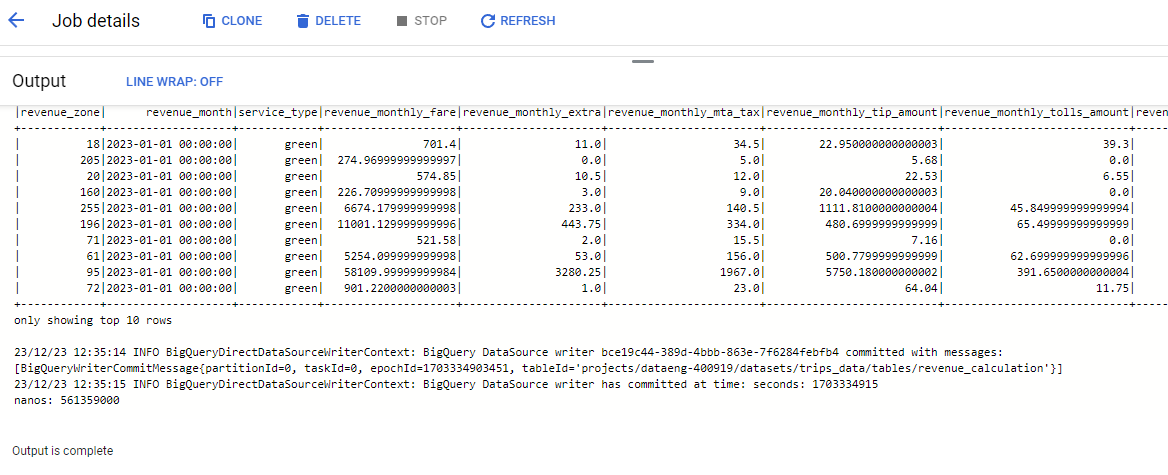 Job details CLONE DELETE STOP REFRESH
Output LINE WRAP: OFF
|revenue_zone|      revenue_month|service_type|revenue_monthly_fare|revenue_monthly_extra|revenue_monthly_mta_tax|revenue_monthly_tip_amount|revenue_monthly_tolls_amount|reven
+------------+-------------------+------------+--------------------+---------------------+-----------------------+--------------------------+----------------------------+-----
|          18|2023-01-01 00:00:00|       green|               701.4|                 11.0|                   34.5|        22.950000000000003|                        39.3|
|         205|2023-01-01 00:00:00|       green|  274.96999999999997|                  0.0|                    5.0|                      5.68|                         0.0|
|          20|2023-01-01 00:00:00|       green|              574.85|                 10.5|                   12.0|                     22.53|                        6.55|
|         160|2023-01-01 00:00:00|       green|  226.70999999999998|                  3.0|                    9.0|        20.040000000000003|                         0.0|
|         255|2023-01-01 00:00:00|       green|   6674.179999999998|                233.0|                  140.5|        1111.8100000000004|          45.849999999999994|
|         196|2023-01-01 00:00:00|       green|  11001.129999999996|               443.75|                  334.0|         480.6999999999999|           65.49999999999999|
|          71|2023-01-01 00:00:00|       green|              521.58|                  2.0|                   15.5|                      7.16|                         0.0|
|          61|2023-01-01 00:00:00|       green|   5254.099999999998|                 53.0|                  156.0|         500.7799999999999|          62.699999999999996|
|          95|2023-01-01 00:00:00|       green|   58109.99999999984|              3280.25|                 1967.0|         5750.180000000002|           391.6500000000004|
|          72|2023-01-01 00:00:00|       green|   901.2200000000003|                  1.0|                   23.0|                     64.04|                       11.75|
+------------+-------------------+------------+--------------------+---------------------+-----------------------+--------------------------+----------------------------+-----
only showing top 10 rows
23/12/23 12:35:14 INFO BigQueryDirectDataSourceWriterContext: BigQuery DataSource writer bce19c44-389d-4bbb-863e-7f6284febfb4 committed with messages:
[BigQueryWriterCommitMessage{partitionId=0, taskId=0, epochId=1703334903451, tableId='projects/dataeng-400919/datasets/trips_data/tables/revenue_calculation'}]
23/12/23 12:35:15 INFO BigQueryDirectDataSourceWriterContext: BigQuery DataSource writer has committed at time: seconds: 1703334915
nanos: 561359000
Output is complete